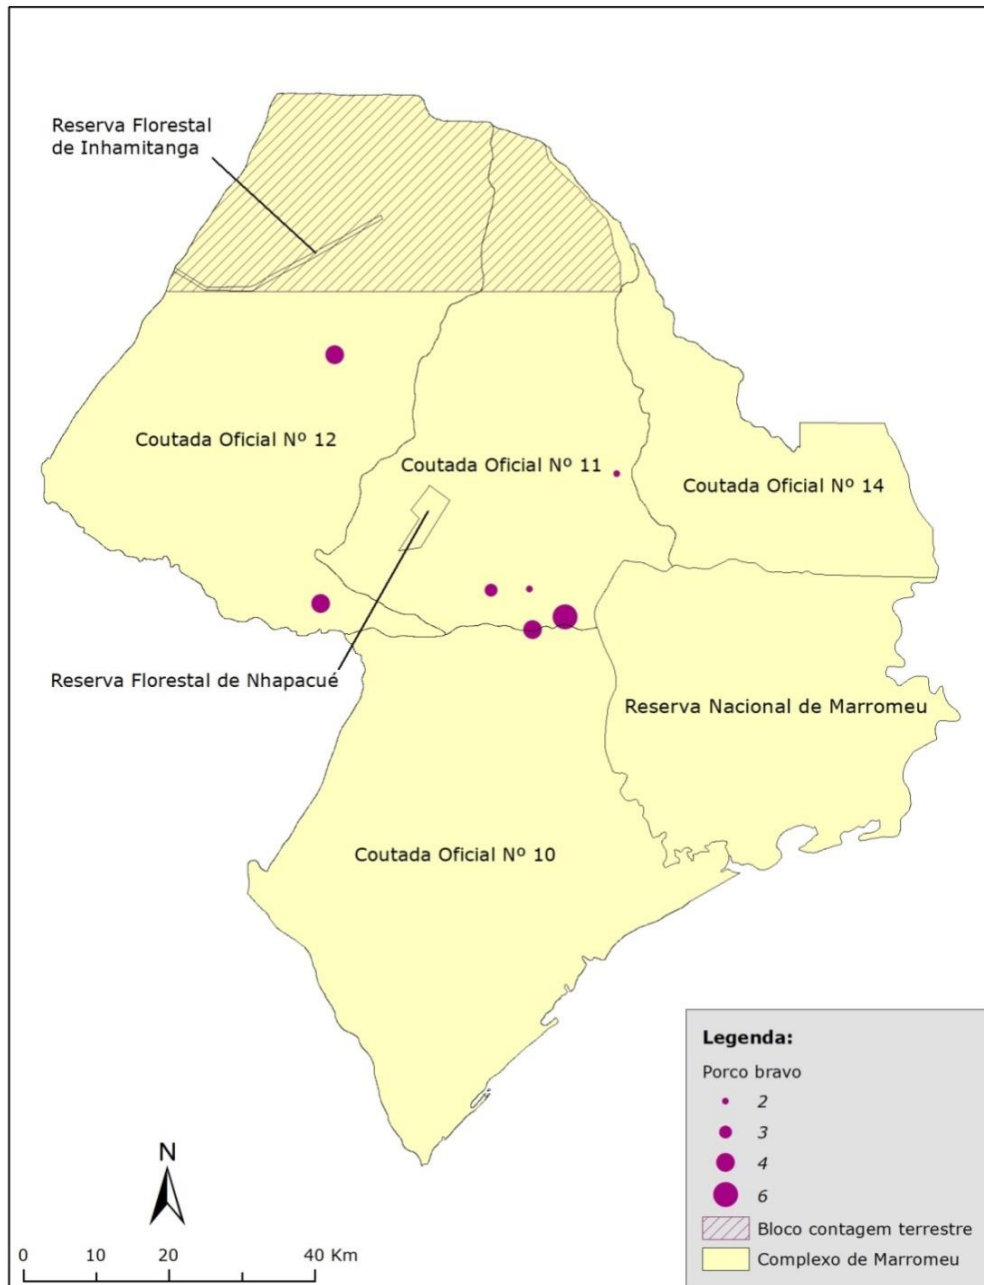 Reserva Florestal
de Inhamitanga
Coutada Oficial Nº 12
Coutada Oficial Nº 11
Coutada Oficial Nº 14
Reserva Florestal de Nhapacué
Reserva Nacional de Marromeu
Coutada Oficial Nº 10
Legenda:
Porco bravo
2
3
4
6
Bloco contagem terrestre
Complexo de Marromeu
N
0 10 20 40 Km